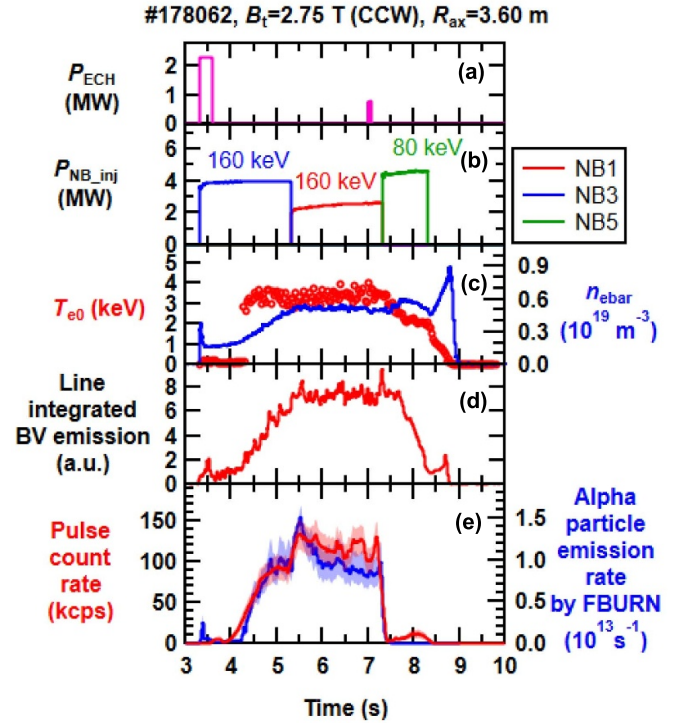 #178062, Bt=2.75 T (CCW), Rax=3.60 m
PECH
(MW)
2
1
0
(a)
PNB_inj
(MW)
6
4
2
0
160 keV
160 keV
80 keV
(b)
NB1
NB3
NB5
Te0 (keV)
5
4
3
2
1
0
(c)
0.9
0.6
0.3
0.0
nebar
(10^19 m^-3)
Line
integrated
BV emission
(a.u.)
8
6
4
2
0
(d)
Pulse
count
rate
(kcps)
150
100
50
0
(e)
1.5
1.0
0.5
0.0
Alpha
particle
emission
rate
by FBURN
(10^13 s^-1)
3 4 5 6 7 8 9 10
Time (s)